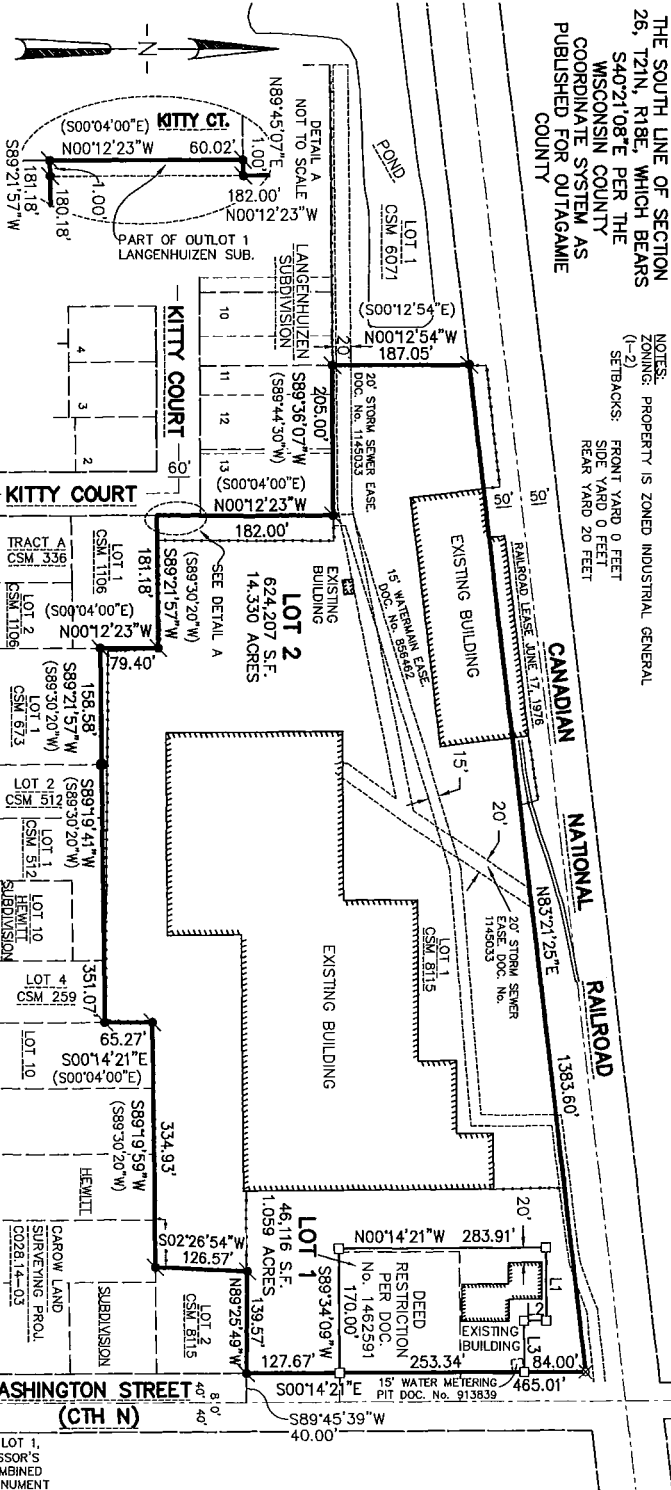 THE SOUTH LINE OF SECTION
26, T21N, R18E, WHICH BEARS
S40°21'08"E PER THE
WISCONSIN COUNTY
COORDINATE SYSTEM AS
PUBLISHED FOR OUTAGAMIE
COUNTY
NOTES:
ZONING: PROPERTY IS ZONED INDUSTRIAL GENERAL
(I-2)
SETBACKS: FRONT YARD 0 FEET
SIDE YARD 0 FEET
REAR YARD 20 FEET
N
DETAIL A
NOT TO SCALE
N89°45'07"E
1.00'
182.00'
N00°12'23"W
KITTY CT.
(S00°04'00"E)
N00°12'23"W
60.02'
1.00'
180.18'
181.18'
S89°21'57"W
PART OF OUTLOT 1
LANGENHUIZEN SUB.
POND
LOT 1
CSM 6071
(S00°12'54"E)
N00°12'54"W
187.05'
20'
LANGENHUIZEN
SUBDIVISION
10
11
12
13
205.00'
S89°36'07"W
(S89°44'30"W)
20' STORM SEWER EASE.
DOC. No. 1145033
(S00°04'00"E)
N00°12'23"W
182.00'
KITTY COURT
60'
4
3
2
KITTY COURT
TRACT A
CSM 336
LOT 1
CSM 1106
LOT 2
CSM 1106
181.18'
S89°21'57"W
(S89°30'20"W)
SEE DETAIL A
(S00°04'00"E)
N00°12'23"W
79.40'
LOT 2
624,207 S.F.
14.330 ACRES
EXISTING
BUILDING
15' WATERMAIN EASE.
DOC. No. 856462
EXISTING BUILDING
50'
50'
RAILROAD LEASE JUNE 17, 1976
CANADIAN
NATIONAL
RAILROAD
15'
20'
20' STORM SEWER
EASE. DOC. No.
1145033
N83°21'25"E
1383.60'
158.58'
S89°21'57"W
(S89°30'20"W)
LOT 1
CSM 673
LOT 2
CSM 512
S89°19'41"W
(S89°30'20"W)
LOT 1
CSM 512
LOT 10
HEWITT
SUBDIVISION
351.07'
LOT 4
CSM 259
LOT 1
CSM 8115
EXISTING BUILDING
65.27'
S00°14'21"E
(S00°04'00"E)
LOT 10
334.93'
S89°19'59"W
(S89°30'20"W)
HEWITT
SUBDIVISION
CAROW LAND
SURVEYING PROJ.
C028.14-03
S02°26'54"W
126.57'
LOT 2
CSM 8115
139.57'
N89°25'49"W
LOT 1
46,116 S.F.
1.059 ACRES
N00°14'21"W
283.91'
20'
S89°34'09"W
170.00'
DEED
RESTRICTION
PER DOC.
No. 1462591
L1
L2
L3
EXISTING
BUILDING
127.67'
253.34'
84.00'
S00°14'21"E
465.01'
15' WATER METERING
PIT DOC. No. 913839
ASHINGTON STREET
(CTH N)
40'
80'
40'
S89°45'39"W
40.00'
LOT 1,
SSOR'S
MBINED
NUMENT